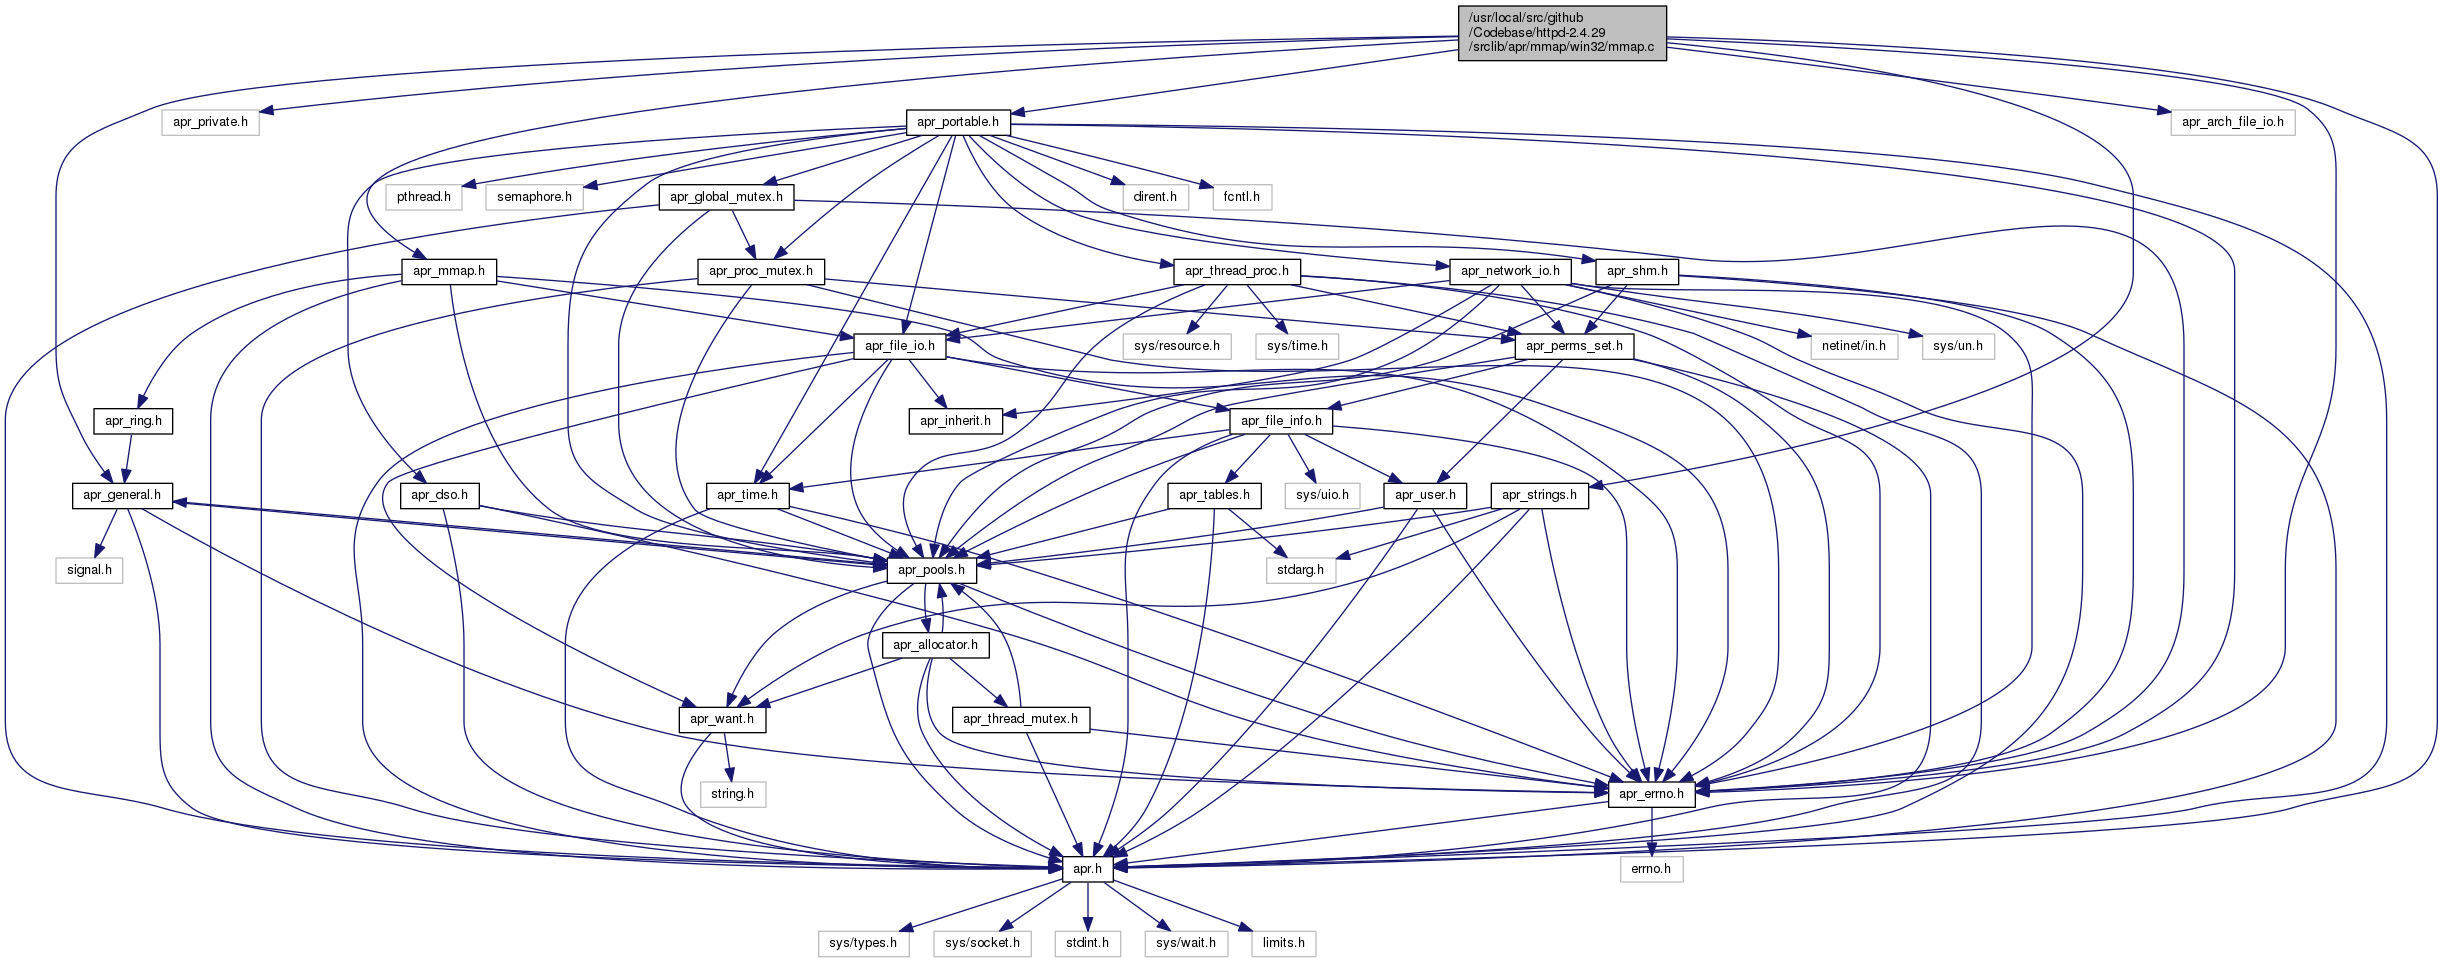 /usr/local/src/github
/Codebase/httpd-2.4.29
/srclib/apr/mmap/win32/mmap.c
apr_private.h
apr_portable.h
apr_arch_file_io.h
pthread.h
semaphore.h
apr_global_mutex.h
dirent.h
fcntl.h
apr_mmap.h
apr_proc_mutex.h
apr_thread_proc.h
apr_network_io.h
apr_shm.h
apr_file_io.h
sys/resource.h
sys/time.h
apr_perms_set.h
netinet/in.h
sys/un.h
apr_ring.h
apr_inherit.h
apr_file_info.h
apr_general.h
apr_dso.h
apr_time.h
apr_tables.h
sys/uio.h
apr_user.h
apr_strings.h
signal.h
apr_pools.h
stdarg.h
apr_allocator.h
apr_want.h
apr_thread_mutex.h
string.h
apr_errno.h
apr.h
errno.h
sys/types.h
sys/socket.h
stdint.h
sys/wait.h
limits.h